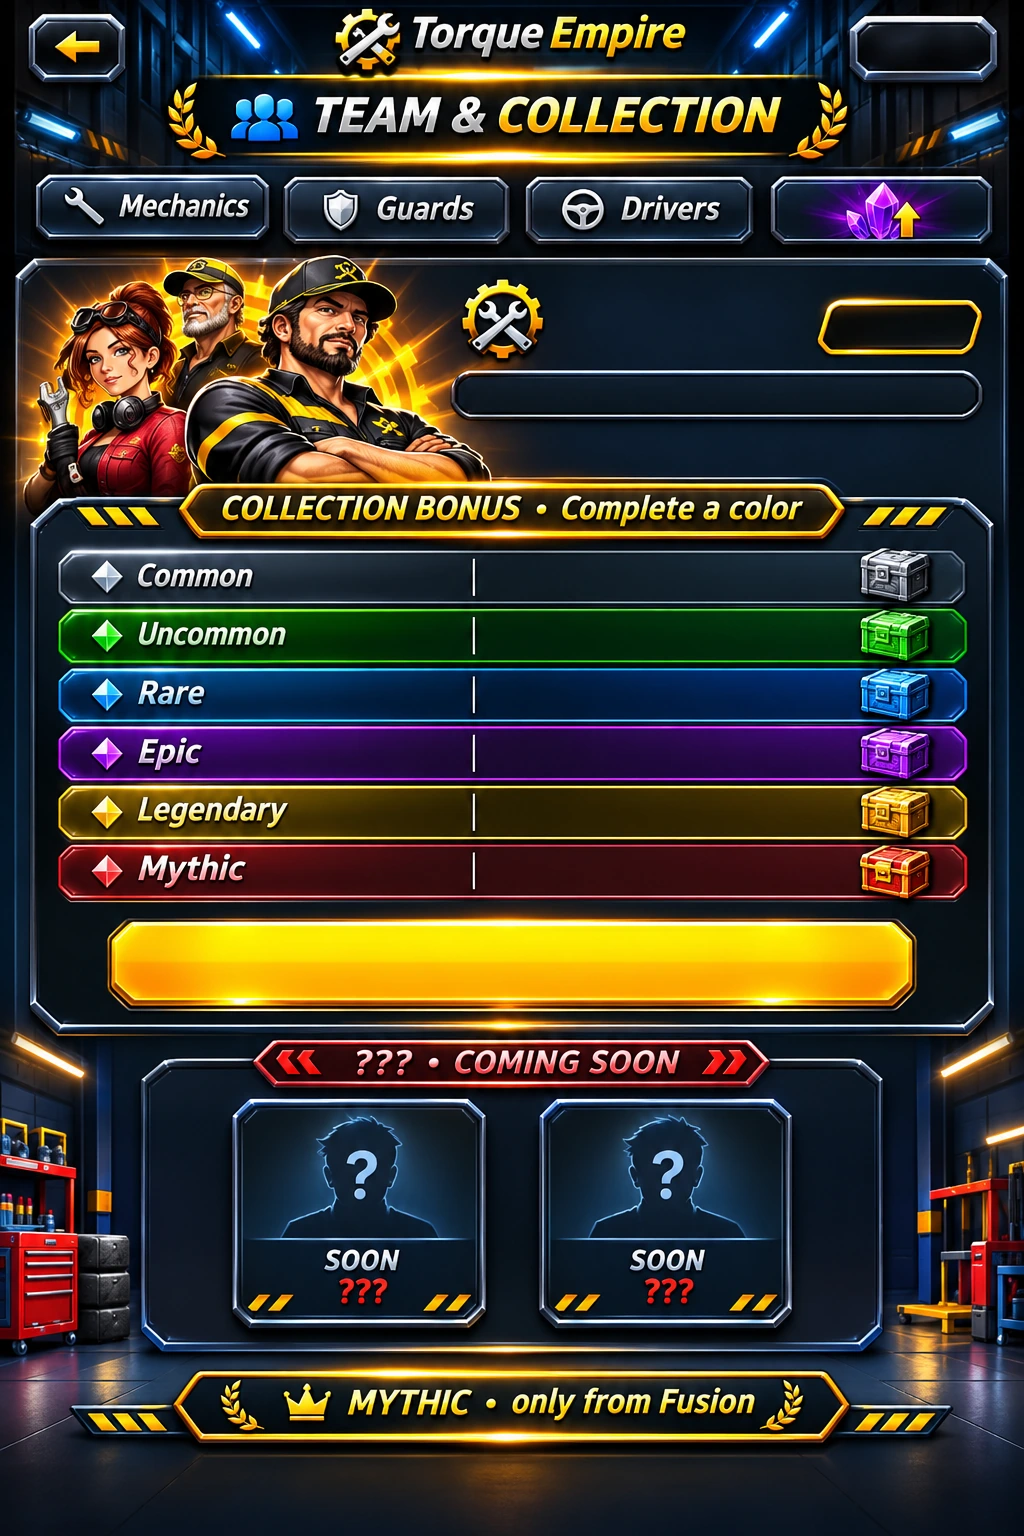 Torque Empire
TEAM & COLLECTION
Mechanics
Guards
Drivers
COLLECTION BONUS • Complete a color
Common
Uncommon
Rare
Epic
Legendary
Mythic
??? • COMING SOON
?
?
SOON
???
SOON
???
MYTHIC • only from Fusion